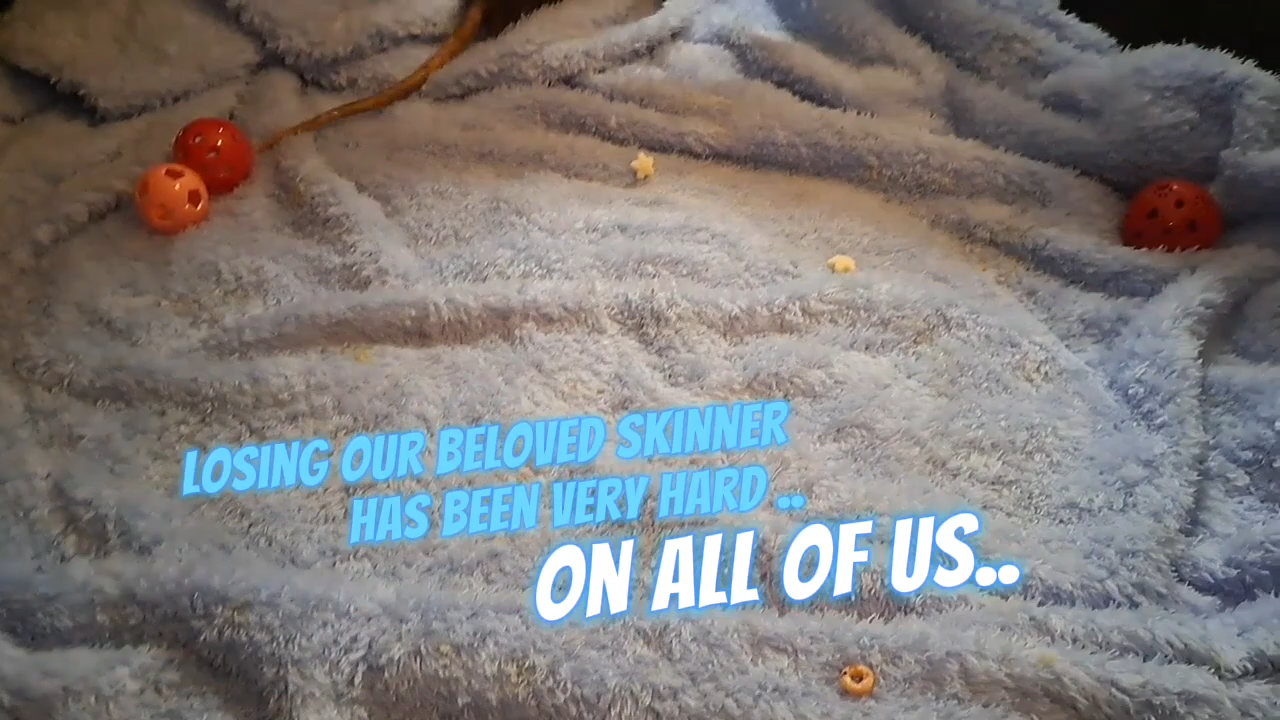 LOSING OUR BELOVED SKINNER
HAS BEEN VERY HARD ..
ON ALL OF US..